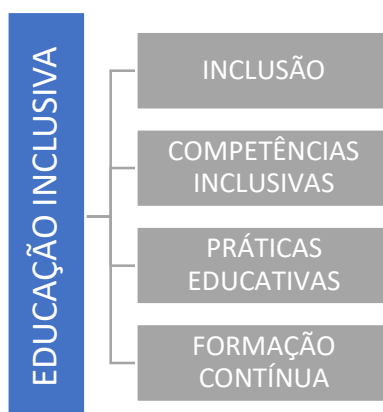 EDUCAÇÃO INCLUSIVA
INCLUSÃO
COMPETÊNCIAS
INCLUSIVAS
PRÁTICAS
EDUCATIVAS
FORMAÇÃO
CONTÍNUA